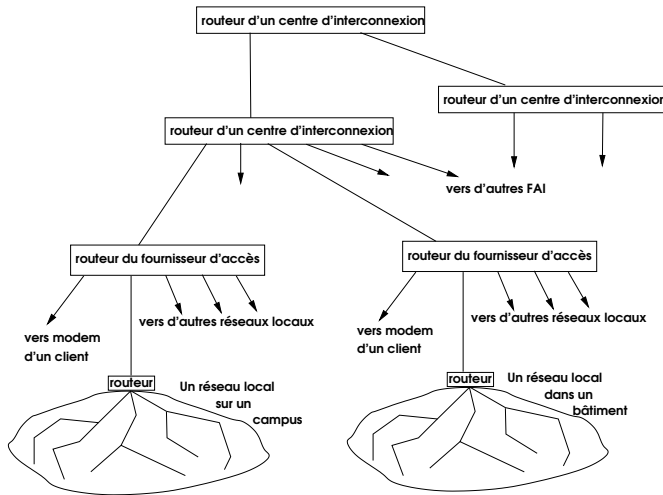 routeur d'un centre d'interconnexion
routeur d'un centre d'interconnexion
routeur d'un centre d'interconnexion
vers d'autres FAI
routeur du fournisseur d'accès
routeur du fournisseur d'accès
vers modem
d'un client
vers d'autres réseaux locaux
vers modem
d'un client
vers d'autres réseaux locaux
routeur
Un réseau local
sur un
campus
routeur
Un réseau local
dans un
bâtiment